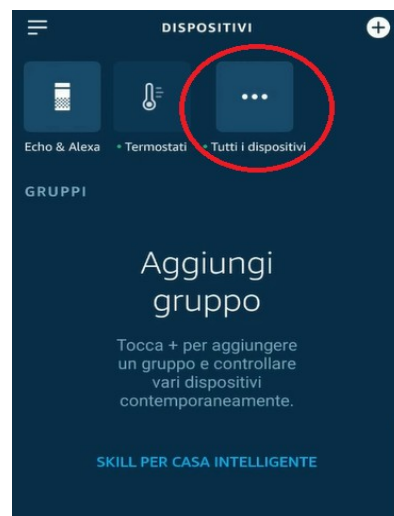 DISPOSITIVI
Echo & Alexa
• Termostati
• Tutti i dispositivi
GRUPPI
Aggiungi
gruppo
Tocca + per aggiungere
un gruppo e controllare
vari dispositivi
contemporaneamente.
SKILL PER CASA INTELLIGENTE